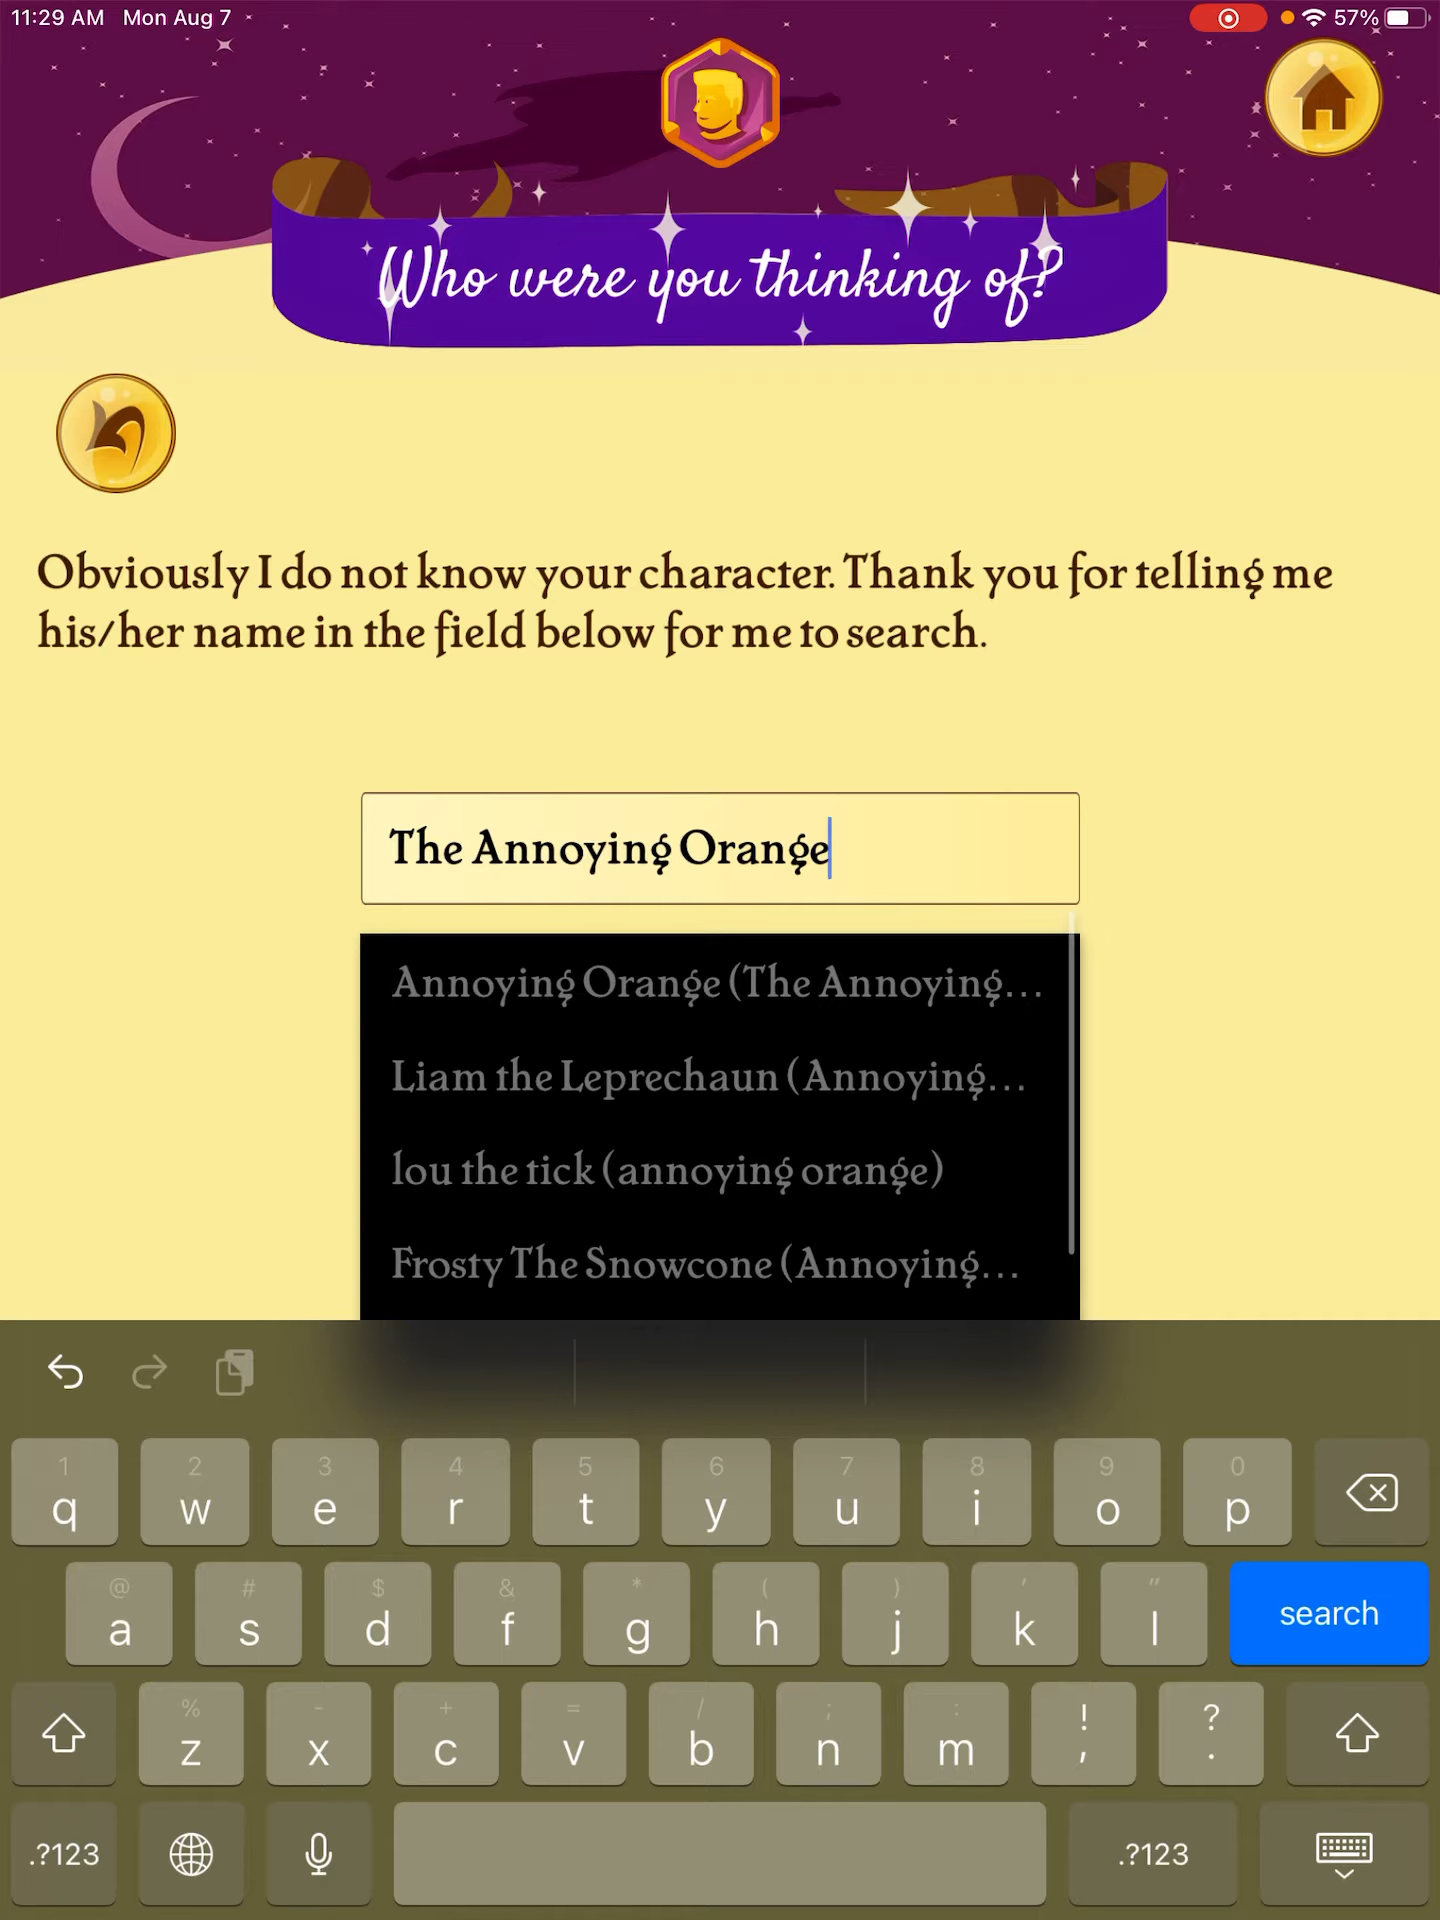 11:29 AM Mon Aug 7 57%
Who were you thinking of?
Obviously I do not know your character. Thank you for telling me
his/her name in the field below for me to search.
The Annoying Orange
Annoying Orange (The Annoying...
Liam the Leprechaun (Annoying...
lou the tick (annoying orange)
Frosty The Snowcone (Annoying...
1 2 3 4 5 6 7 8 9 0
q w e r t y u i o p
@ # $ & * ( ) ' "
a s d f g h j k l search
% - + = / ; : ! ?
z x c v b n m , .
.?123 .?123